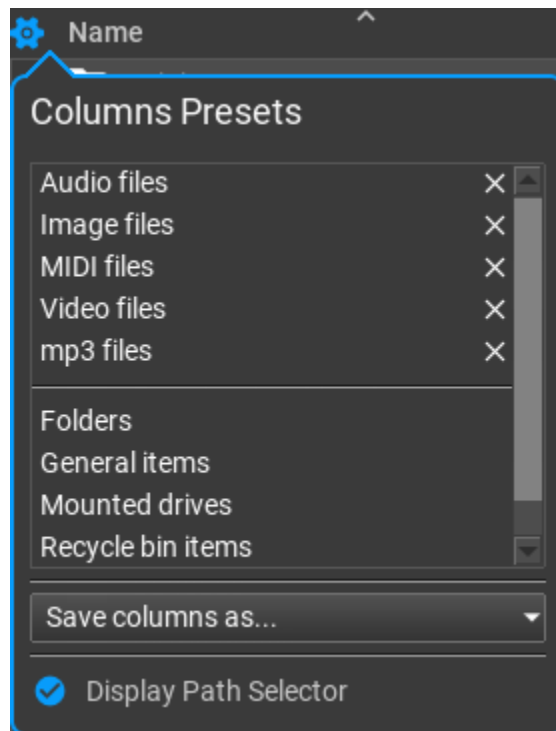 Name
Columns Presets
Audio files
Image files
MIDI files
Video files
mp3 files
Folders
General items
Mounted drives
Recycle bin items
Save columns as...
Display Path Selector